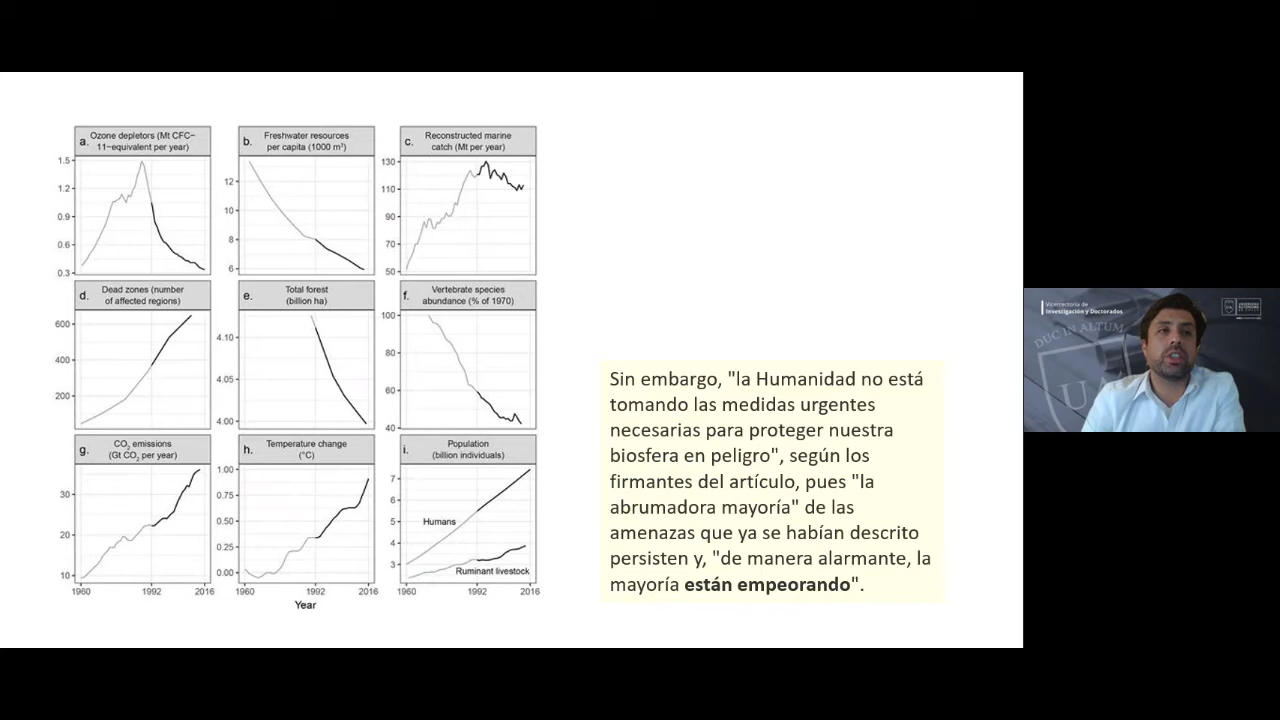 a. Ozone depletors (Mt CFC−
11−equivalent per year)
1.5
1.2
0.9
0.6
0.3
b. Freshwater resources
per capita (1000 m³)
12
10
8
6
c. Reconstructed marine
catch (Mt per year)
130
110
90
70
50
d. Dead zones (number
of affected regions)
600
400
200
e. Total forest
(billion ha)
4.10
4.05
4.00
f. Vertebrate species
abundance (% of 1970)
100
80
60
40
g. CO₂ emissions
(Gt CO₂ per year)
30
20
10
1960 1992 2016
h. Temperature change
(°C)
1.00
0.75
0.50
0.25
0.00
1960 1992 2016
Year
i. Population
(billion individuals)
7
6
5
4
3
Humans
Ruminant livestock
1960 1992 2016
Sin embargo, "la Humanidad no está
tomando las medidas urgentes
necesarias para proteger nuestra
biosfera en peligro", según los
firmantes del artículo, pues "la
abrumadora mayoría" de las
amenazas que ya se habían descrito
persisten y, "de manera alarmante, la
mayoría están empeorando".
Vicerrectoría de
Investigación y Doctorados
DUC IN ALTUM